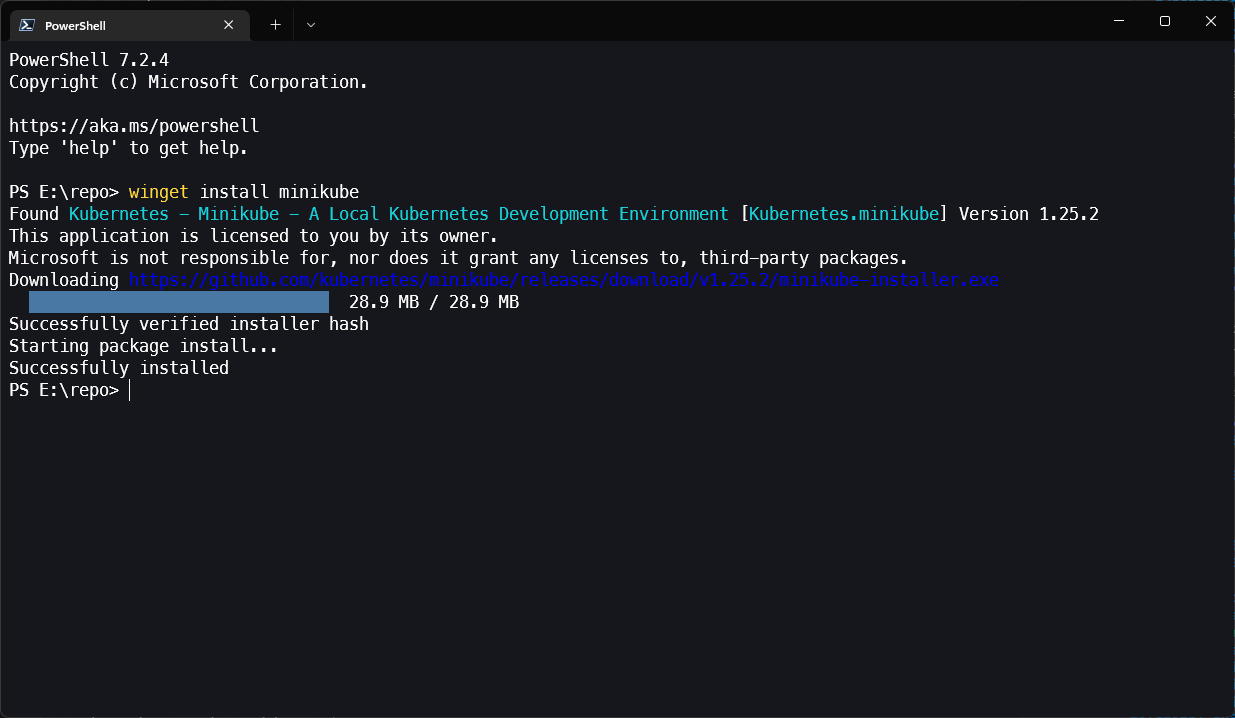 PowerShell
PowerShell 7.2.4
Copyright (c) Microsoft Corporation.
https://aka.ms/powershell
Type 'help' to get help.
PS E:\repo> winget install minikube
Found Kubernetes - Minikube - A Local Kubernetes Development Environment [Kubernetes.minikube] Version 1.25.2
This application is licensed to you by its owner.
Microsoft is not responsible for, nor does it grant any licenses to, third-party packages.
Downloading https://github.com/kubernetes/minikube/releases/download/v1.25.2/minikube-installer.exe
28.9 MB / 28.9 MB
Successfully verified installer hash
Starting package install...
Successfully installed
PS E:\repo>